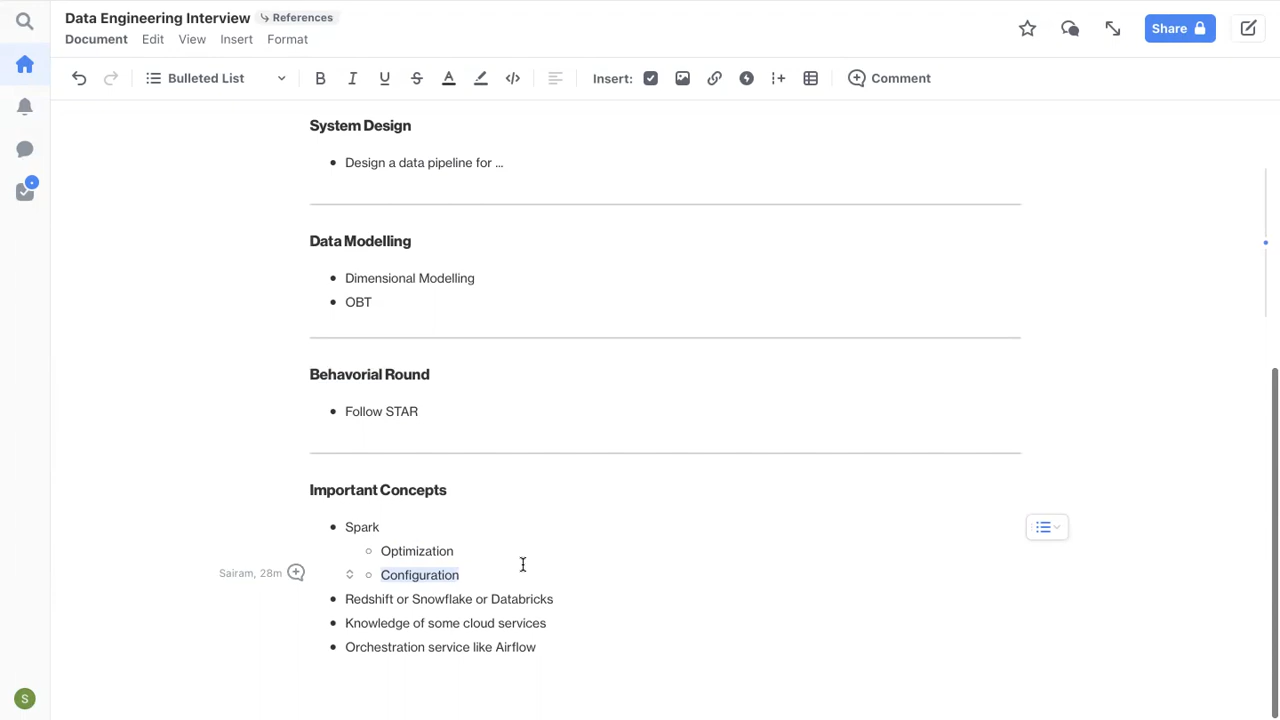 Data Engineering Interview
References
Document Edit View Insert Format
Share
Bulleted List
B I U S A
Insert:
Comment
System Design
Design a data pipeline for ...
Data Modelling
Dimensional Modelling
OBT
Behavorial Round
Follow STAR
Important Concepts
Spark
Optimization
Sairam, 28m
Configuration
Redshift or Snowflake or Databricks
Knowledge of some cloud services
Orchestration service like Airflow
S